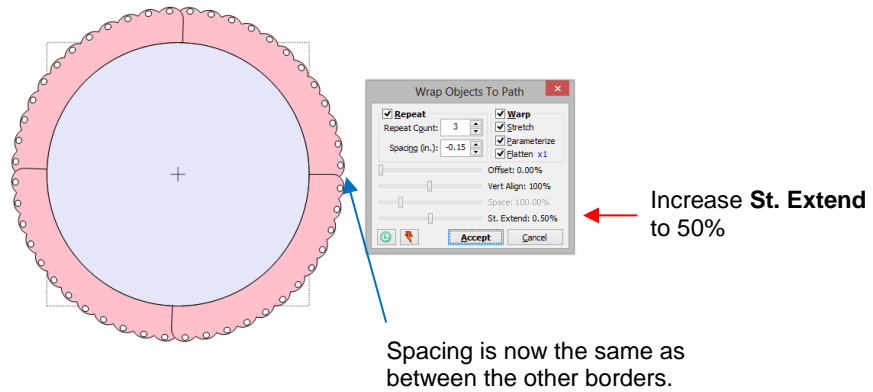 Wrap Objects To Path
Repeat
Repeat Count: 3
Spacing (in.): -0.15
Warp
Stretch
Parameterize
Flatten x1
Offset: 0.00%
Vert Align: 100%
Space: 100.00%
St. Extend: 0.50%
Accept Cancel
Increase St. Extend
to 50%
Spacing is now the same as
between the other borders.